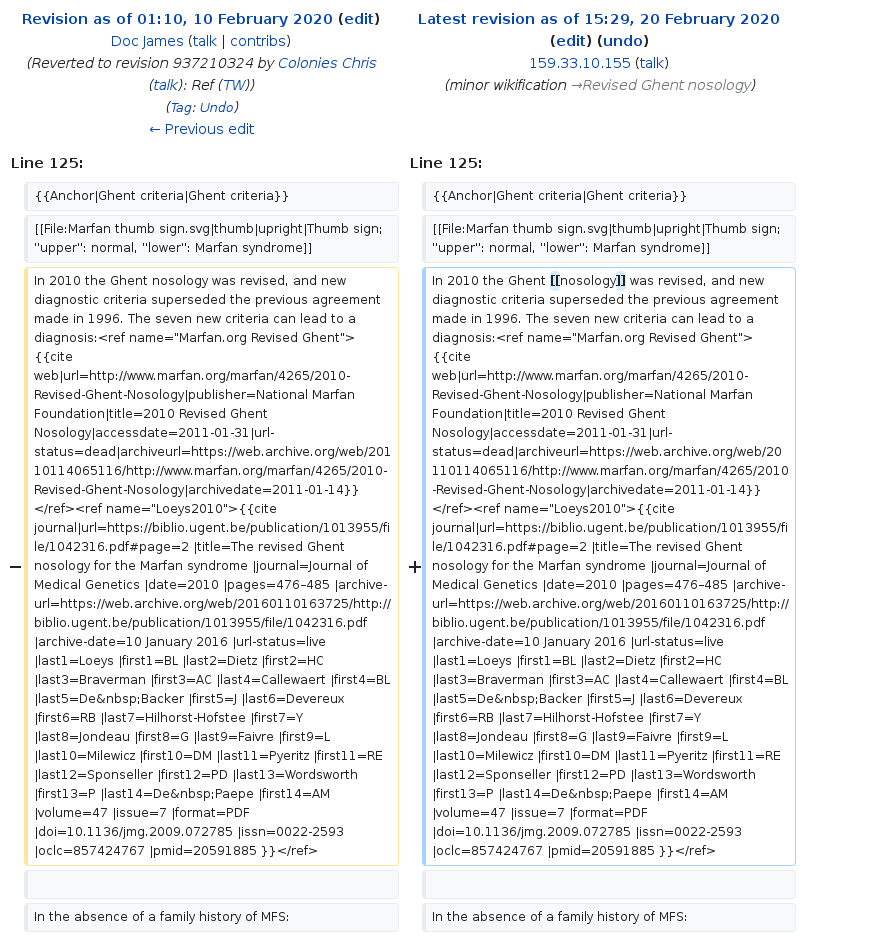 Revision as of 01:10, 10 February 2020 (edit)
Doc James (talk | contribs)
(Reverted to revision 937210324 by Colonies Chris
(talk): Ref (TW))
(Tag: Undo)
← Previous edit
Latest revision as of 15:29, 20 February 2020
(edit) (undo)
159.33.10.155 (talk)
(minor wikification →Revised Ghent nosology)
Line 125:
Line 125:
{{Anchor|Ghent criteria|Ghent criteria}}
{{Anchor|Ghent criteria|Ghent criteria}}
[[File:Marfan thumb sign.svg|thumb|upright|Thumb sign;
''upper'': normal, ''lower'': Marfan syndrome]]
[[File:Marfan thumb sign.svg|thumb|upright|Thumb sign;
''upper'': normal, ''lower'': Marfan syndrome]]
−
In 2010 the Ghent nosology was revised, and new
diagnostic criteria superseded the previous agreement
made in 1996. The seven new criteria can lead to a
diagnosis:<ref name="Marfan.org Revised Ghent">
{{cite
web|url=http://www.marfan.org/marfan/4265/2010-
Revised-Ghent-Nosology|publisher=National Marfan
Foundation|title=2010 Revised Ghent
Nosology|accessdate=2011-01-31|url-
status=dead|archiveurl=https://web.archive.org/web/201
10114065116/http://www.marfan.org/marfan/4265/2010-
Revised-Ghent-Nosology|archivedate=2011-01-14}}
</ref><ref name="Loeys2010">{{cite
journal|url=https://biblio.ugent.be/publication/1013955/fi
le/1042316.pdf#page=2 |title=The revised Ghent
nosology for the Marfan syndrome |journal=Journal of
Medical Genetics |date=2010 |pages=476–485 |archive-
url=https://web.archive.org/web/20160110163725/http://
biblio.ugent.be/publication/1013955/file/1042316.pdf
|archive-date=10 January 2016 |url-status=live
|last1=Loeys |first1=BL |last2=Dietz |first2=HC
|last3=Braverman |first3=AC |last4=Callewaert |first4=BL
|last5=De&nbsp;Backer |first5=J |last6=Devereux
|first6=RB |last7=Hilhorst-Hofstee |first7=Y
|last8=Jondeau |first8=G |last9=Faivre |first9=L
|last10=Milewicz |first10=DM |last11=Pyeritz |first11=RE
|last12=Sponseller |first12=PD |last13=Wordsworth
|first13=P |last14=De&nbsp;Paepe |first14=AM
|volume=47 |issue=7 |format=PDF
|doi=10.1136/jmg.2009.072785 |issn=0022-2593
|oclc=857424767 |pmid=20591885 }}</ref>
+
In 2010 the Ghent [[nosology]] was revised, and new
diagnostic criteria superseded the previous agreement
made in 1996. The seven new criteria can lead to a
diagnosis:<ref name="Marfan.org Revised Ghent">
{{cite
web|url=http://www.marfan.org/marfan/4265/2010-
Revised-Ghent-Nosology|publisher=National Marfan
Foundation|title=2010 Revised Ghent
Nosology|accessdate=2011-01-31|url-
status=dead|archiveurl=https://web.archive.org/web/20
110114065116/http://www.marfan.org/marfan/4265/2010
-Revised-Ghent-Nosology|archivedate=2011-01-14}}
</ref><ref name="Loeys2010">{{cite
journal|url=https://biblio.ugent.be/publication/1013955/fi
le/1042316.pdf#page=2 |title=The revised Ghent
nosology for the Marfan syndrome |journal=Journal of
Medical Genetics |date=2010 |pages=476–485 |archive-
url=https://web.archive.org/web/20160110163725/http://
biblio.ugent.be/publication/1013955/file/1042316.pdf
|archive-date=10 January 2016 |url-status=live
|last1=Loeys |first1=BL |last2=Dietz |first2=HC
|last3=Braverman |first3=AC |last4=Callewaert |first4=BL
|last5=De&nbsp;Backer |first5=J |last6=Devereux
|first6=RB |last7=Hilhorst-Hofstee |first7=Y
|last8=Jondeau |first8=G |last9=Faivre |first9=L
|last10=Milewicz |first10=DM |last11=Pyeritz |first11=RE
|last12=Sponseller |first12=PD |last13=Wordsworth
|first13=P |last14=De&nbsp;Paepe |first14=AM
|volume=47 |issue=7 |format=PDF
|doi=10.1136/jmg.2009.072785 |issn=0022-2593
|oclc=857424767 |pmid=20591885 }}</ref>
In the absence of a family history of MFS:
In the absence of a family history of MFS: